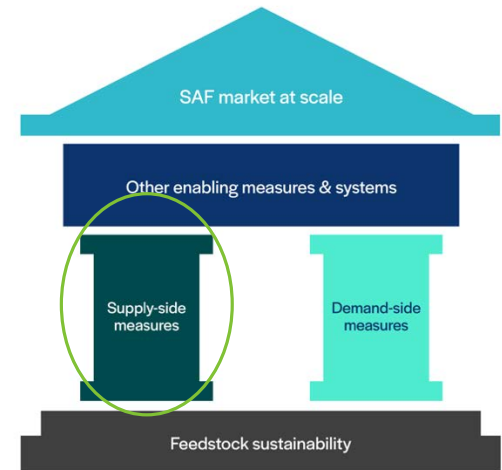 SAF market at scale
Other enabling measures & systems
Supply-side
measures
Demand-side
measures
Feedstock sustainability